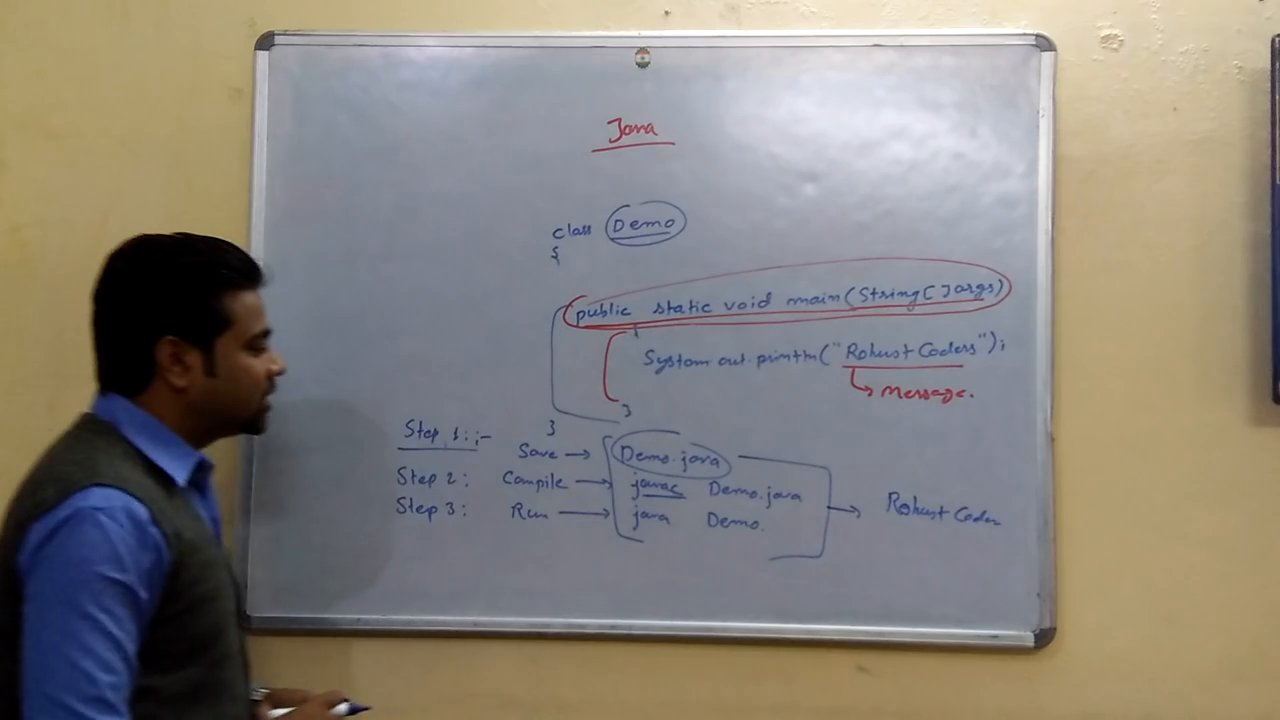 Java
class Demo
{
public static void main(String[] args)
{
System.out.println("Robust Coders");
Message.
}
}
Step 1:;-
Save → Demo.java
Step 2: Compile → javac Demo.java
Step 3: Run → java Demo.
→ Robust Coder